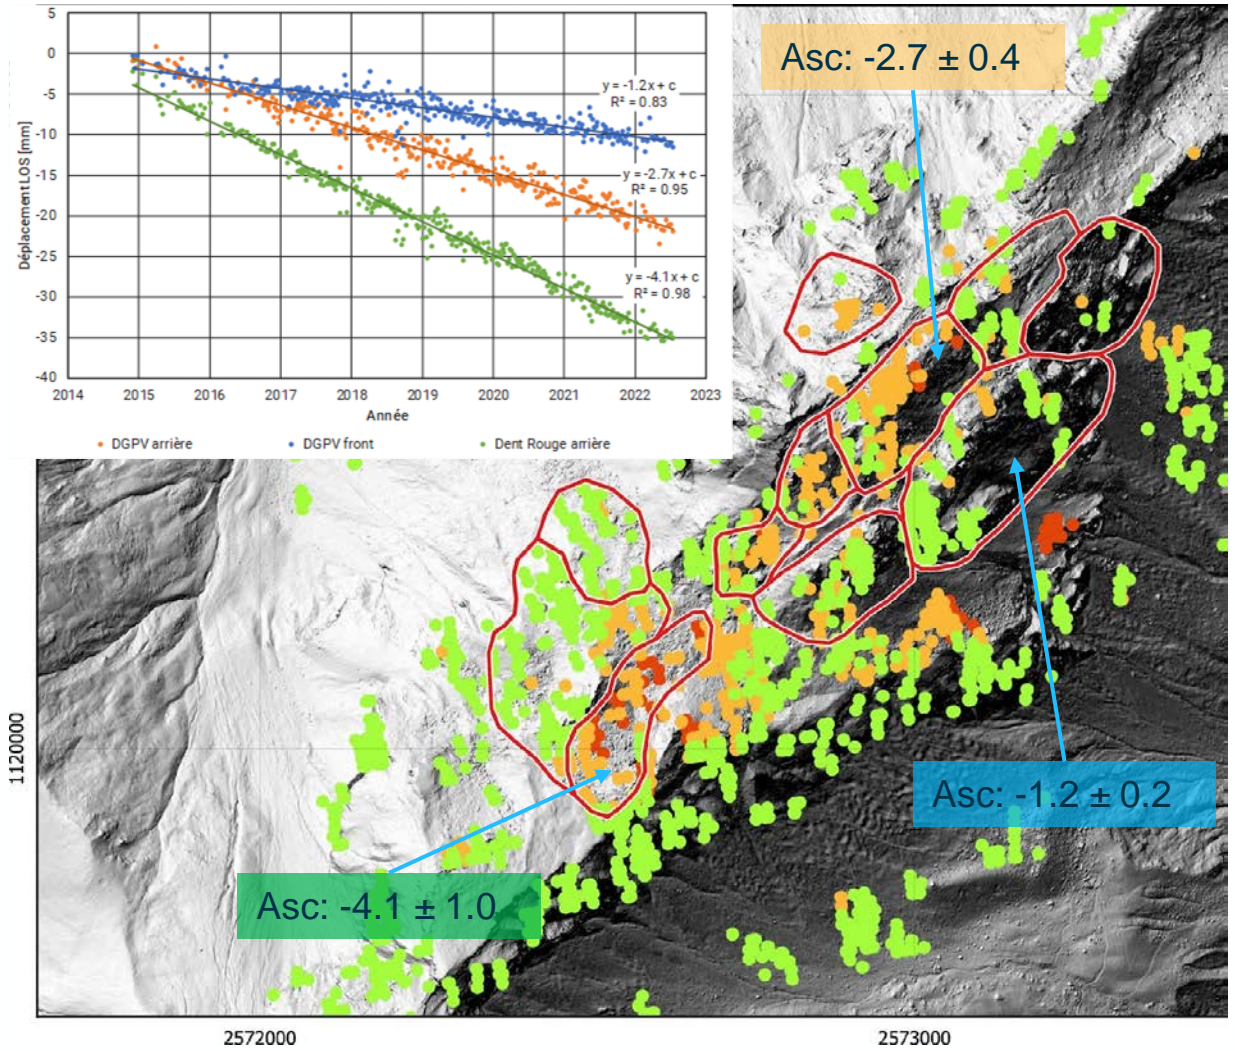 5
0
-5
-10
-15
-20
-25
-30
-35
-40
Déplacement LOS [mm]
y = -1.2x + c
R² = 0.83
y = -2.7x + c
R² = 0.95
y = -4.1x + c
R² = 0.98
2014 2015 2016 2017 2018 2019 2020 2021 2022 2023
Année
DGPV arrière DGPV front Dent Rouge arrière
Asc: -2.7 ± 0.4
Asc: -1.2 ± 0.2
Asc: -4.1 ± 1.0
1120000
2572000 2573000